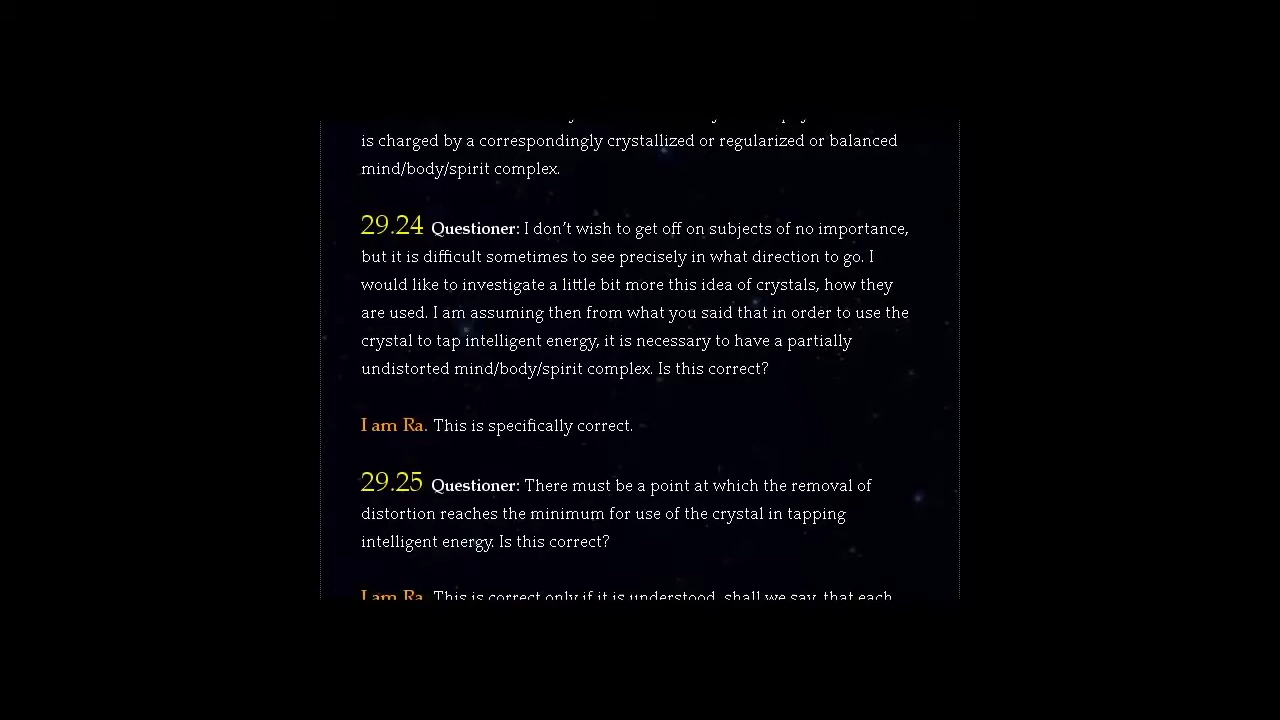 is charged by a correspondingly crystallized or regularized or balanced
mind/body/spirit complex.
29.24 Questioner: I don’t wish to get off on subjects of no importance,
but it is difficult sometimes to see precisely in what direction to go. I
would like to investigate a little bit more this idea of crystals, how they
are used. I am assuming then from what you said that in order to use the
crystal to tap intelligent energy, it is necessary to have a partially
undistorted mind/body/spirit complex. Is this correct?
I am Ra. This is specifically correct.
29.25 Questioner: There must be a point at which the removal of
distortion reaches the minimum for use of the crystal in tapping
intelligent energy. Is this correct?
I am Ra. This is correct only if it is understood, shall we say, that each